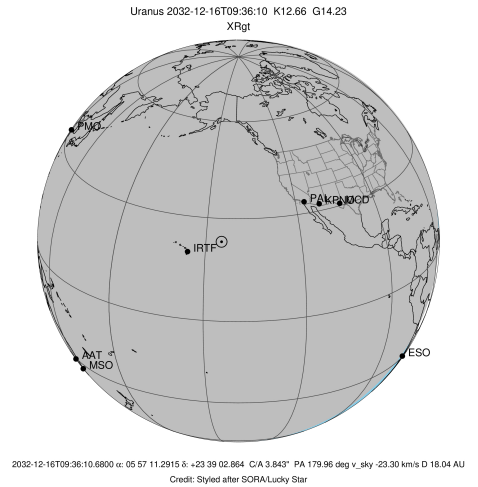 Uranus 2032-12-16T09:36:10 K12.66 G14.23
XRgt
PMO
PAL KPNO MCD
IRTF
AAT
MSO
ESO
2032-12-16T09:36:10.6800 α: 05 57 11.2915 δ: +23 39 02.864 C/A 3.843" PA 179.96 deg v_sky -23.30 km/s D 18.04 AU
Credit: Styled after SORA/Lucky Star